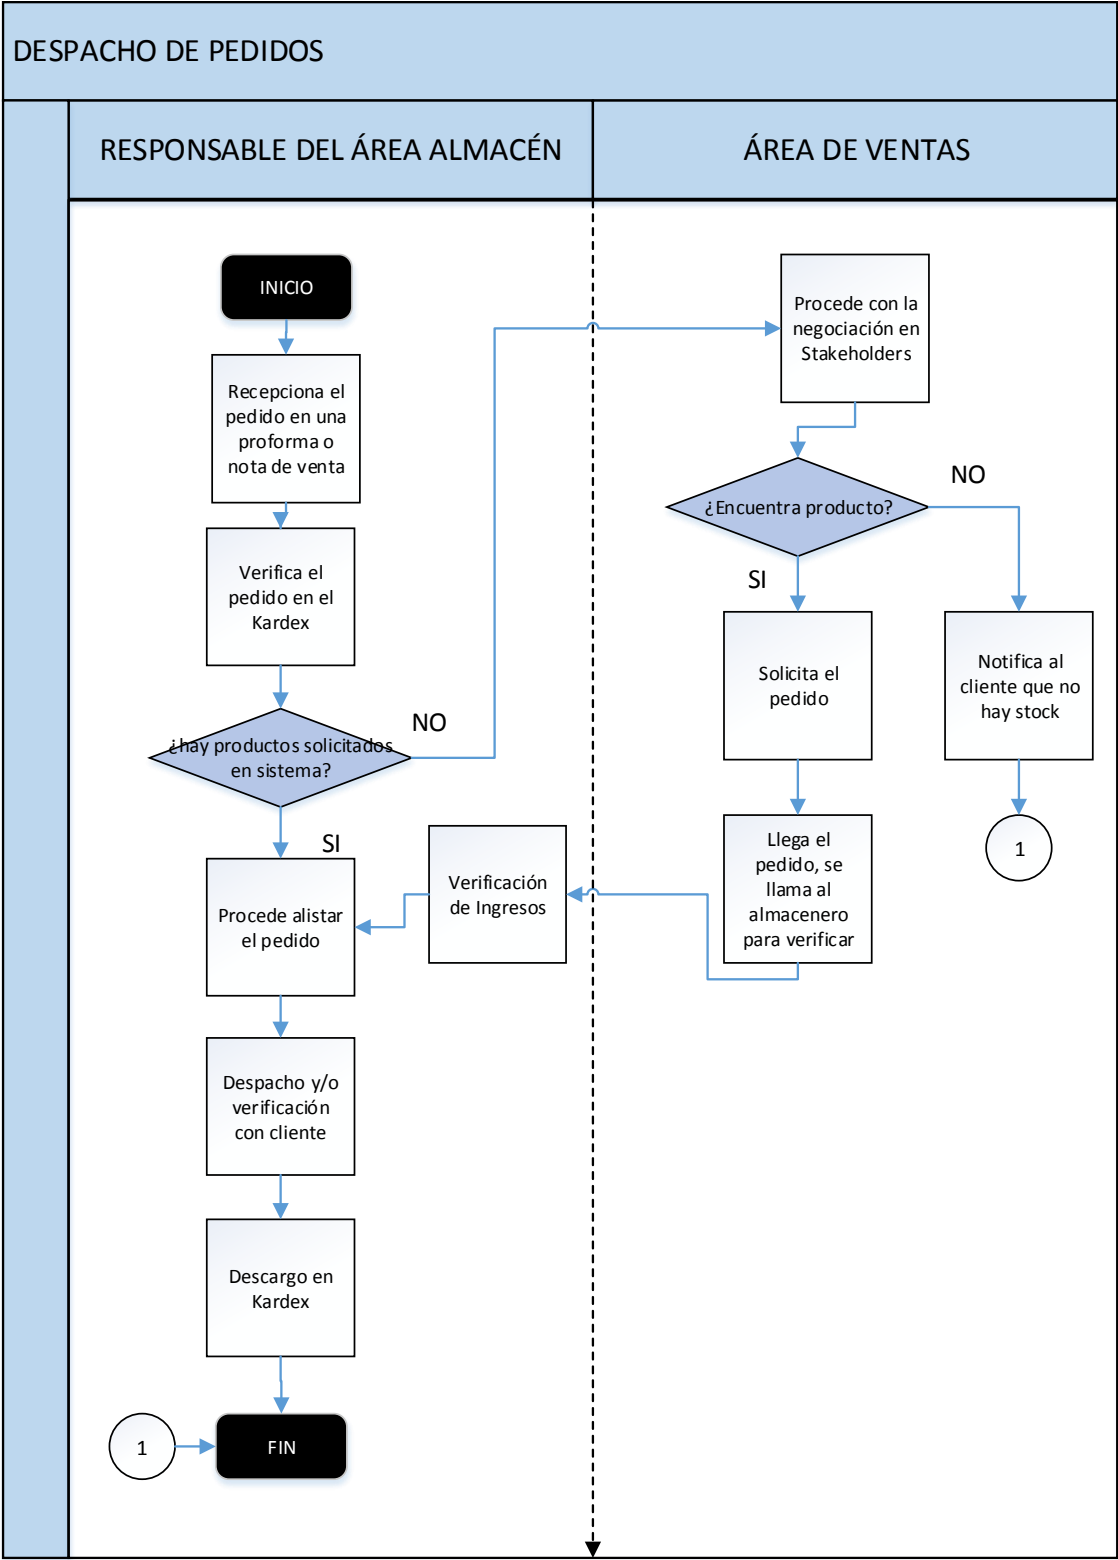 DESPACHO DE PEDIDOS
RESPONSABLE DEL ÁREA ALMACÉN
ÁREA DE VENTAS
INICIO
Recepciona el
pedido en una
proforma o
nota de venta
Verifica el
pedido en el
Kardex
¿hay productos solicitados
en sistema?
NO
SI
Procede alistar
el pedido
Despacho y/o
verificación
con cliente
Descargo en
Kardex
1
FIN
Verificación
de Ingresos
Procede con la
negociación en
Stakeholders
¿Encuentra producto?
NO
SI
Solicita el
pedido
Notifica al
cliente que no
hay stock
Llega el
pedido, se
llama al
almacenero
para verificar
1